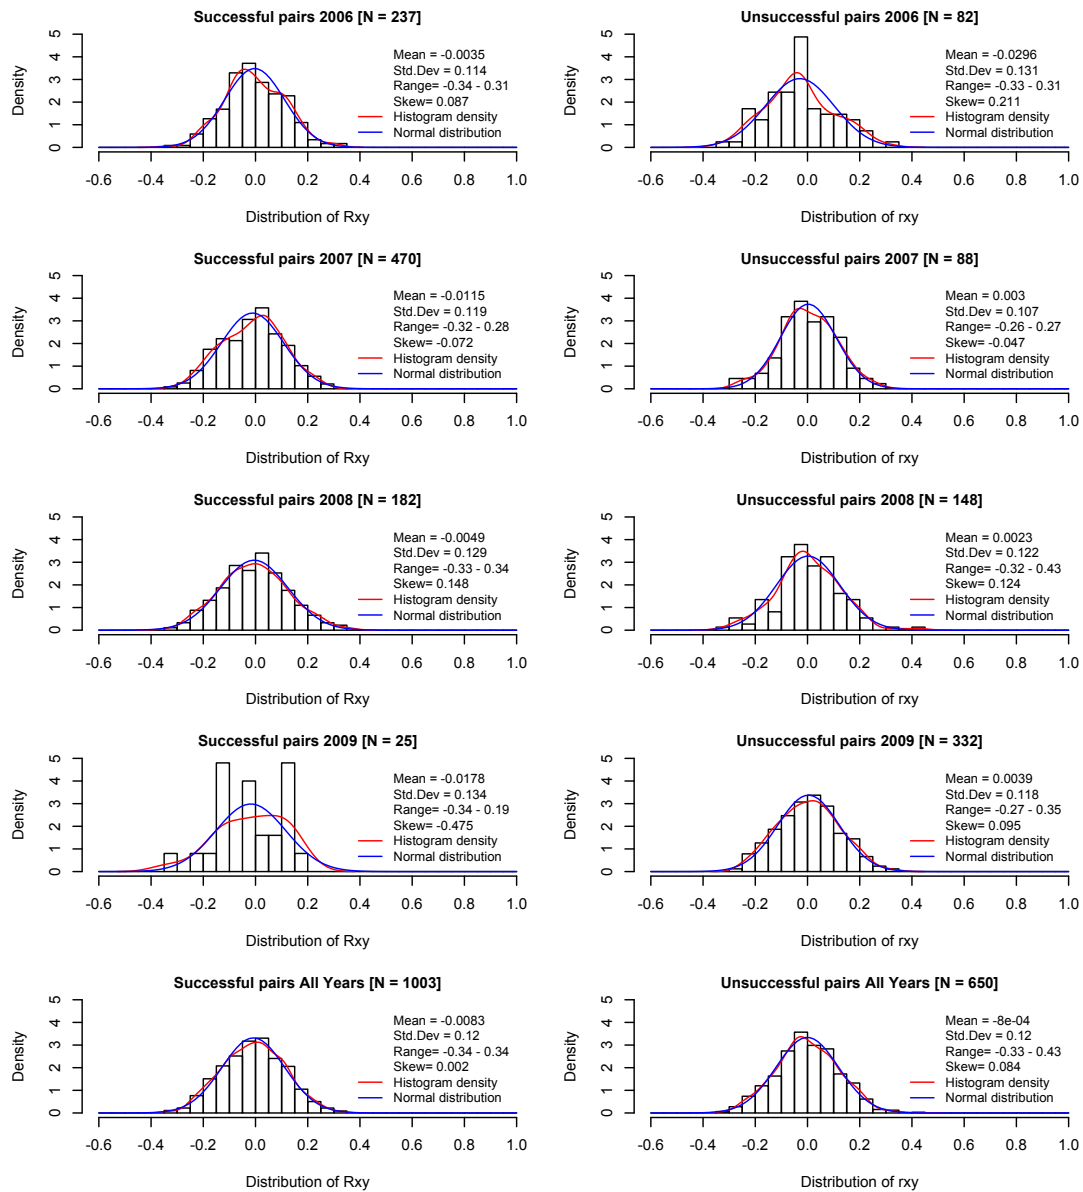 Successful pairs 2006 [N = 237]
Density
0 1 2 3 4 5
Mean = -0.0035
Std.Dev = 0.114
Range= -0.34 - 0.31
Skew= 0.087
Histogram density
Normal distribution
-0.6 -0.4 -0.2 0.0 0.2 0.4 0.6 0.8 1.0
Distribution of Rxy
Unsuccessful pairs 2006 [N = 82]
Density
0 1 2 3 4 5
Mean = -0.0296
Std.Dev = 0.131
Range= -0.33 - 0.31
Skew= 0.211
Histogram density
Normal distribution
-0.6 -0.4 -0.2 0.0 0.2 0.4 0.6 0.8 1.0
Distribution of rxy
Successful pairs 2007 [N = 470]
Density
0 1 2 3 4 5
Mean = -0.0115
Std.Dev = 0.119
Range= -0.32 - 0.28
Skew= -0.072
Histogram density
Normal distribution
-0.6 -0.4 -0.2 0.0 0.2 0.4 0.6 0.8 1.0
Distribution of Rxy
Unsuccessful pairs 2007 [N = 88]
Density
0 1 2 3 4 5
Mean = 0.003
Std.Dev = 0.107
Range= -0.26 - 0.27
Skew= -0.047
Histogram density
Normal distribution
-0.6 -0.4 -0.2 0.0 0.2 0.4 0.6 0.8 1.0
Distribution of rxy
Successful pairs 2008 [N = 182]
Density
0 1 2 3 4 5
Mean = -0.0049
Std.Dev = 0.129
Range= -0.33 - 0.34
Skew= 0.148
Histogram density
Normal distribution
-0.6 -0.4 -0.2 0.0 0.2 0.4 0.6 0.8 1.0
Distribution of Rxy
Unsuccessful pairs 2008 [N = 148]
Density
0 1 2 3 4 5
Mean = 0.0023
Std.Dev = 0.122
Range= -0.32 - 0.43
Skew= 0.124
Histogram density
Normal distribution
-0.6 -0.4 -0.2 0.0 0.2 0.4 0.6 0.8 1.0
Distribution of rxy
Successful pairs 2009 [N = 25]
Density
0 1 2 3 4 5
Mean = -0.0178
Std.Dev = 0.134
Range= -0.34 - 0.19
Skew= -0.475
Histogram density
Normal distribution
-0.6 -0.4 -0.2 0.0 0.2 0.4 0.6 0.8 1.0
Distribution of Rxy
Unsuccessful pairs 2009 [N = 332]
Density
0 1 2 3 4 5
Mean = 0.0039
Std.Dev = 0.118
Range= -0.27 - 0.35
Skew= 0.095
Histogram density
Normal distribution
-0.6 -0.4 -0.2 0.0 0.2 0.4 0.6 0.8 1.0
Distribution of rxy
Successful pairs All Years [N = 1003]
Density
0 1 2 3 4 5
Mean = -0.0083
Std.Dev = 0.12
Range= -0.34 - 0.34
Skew= 0.002
Histogram density
Normal distribution
-0.6 -0.4 -0.2 0.0 0.2 0.4 0.6 0.8 1.0
Distribution of Rxy
Unsuccessful pairs All Years [N = 650]
Density
0 1 2 3 4 5
Mean = -8e-04
Std.Dev = 0.12
Range= -0.33 - 0.43
Skew= 0.084
Histogram density
Normal distribution
-0.6 -0.4 -0.2 0.0 0.2 0.4 0.6 0.8 1.0
Distribution of rxy